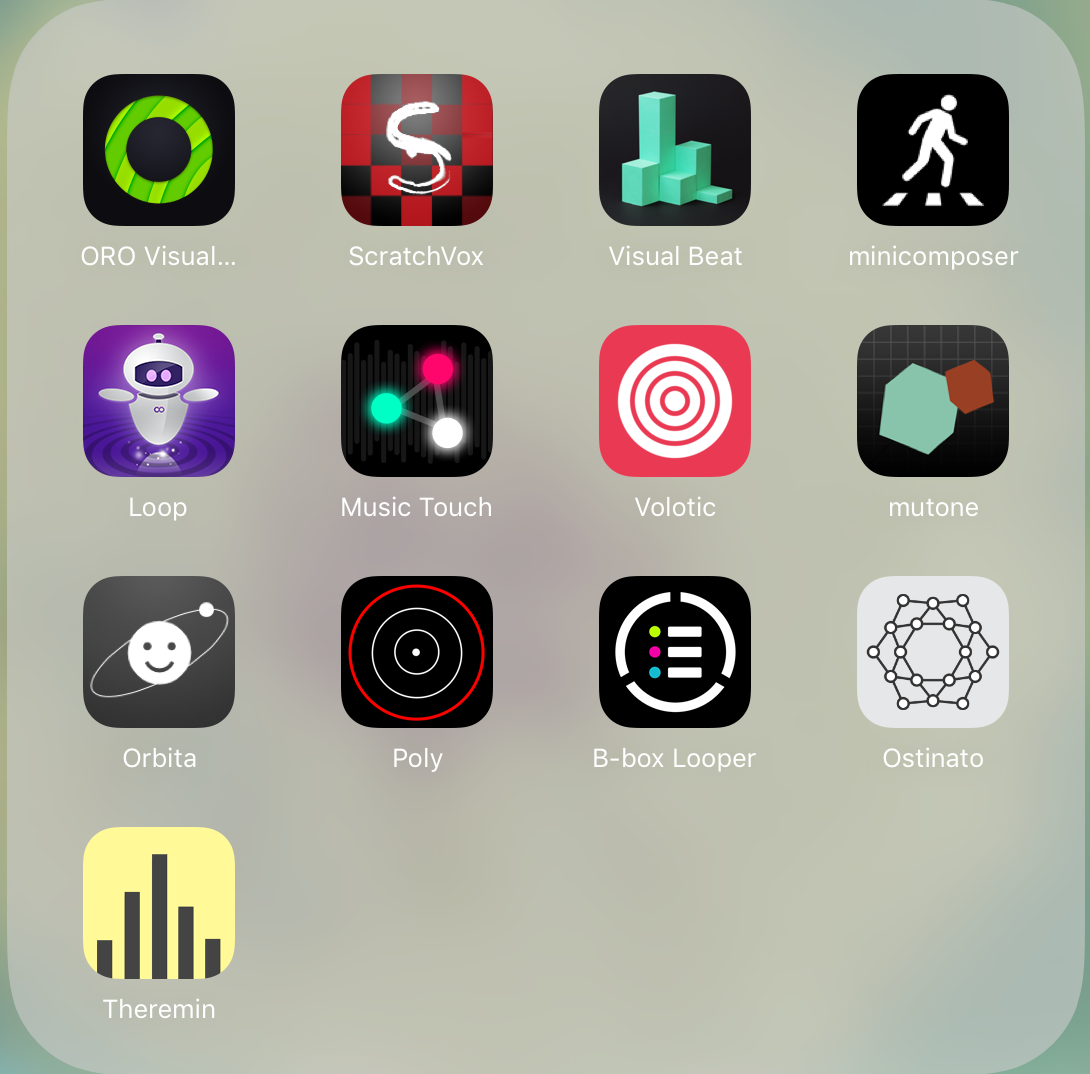 ORO Visual...
ScratchVox
Visual Beat
minicomposer
Loop
Music Touch
Volotic
mutone
Orbita
Poly
B-box Looper
Ostinato
Theremin